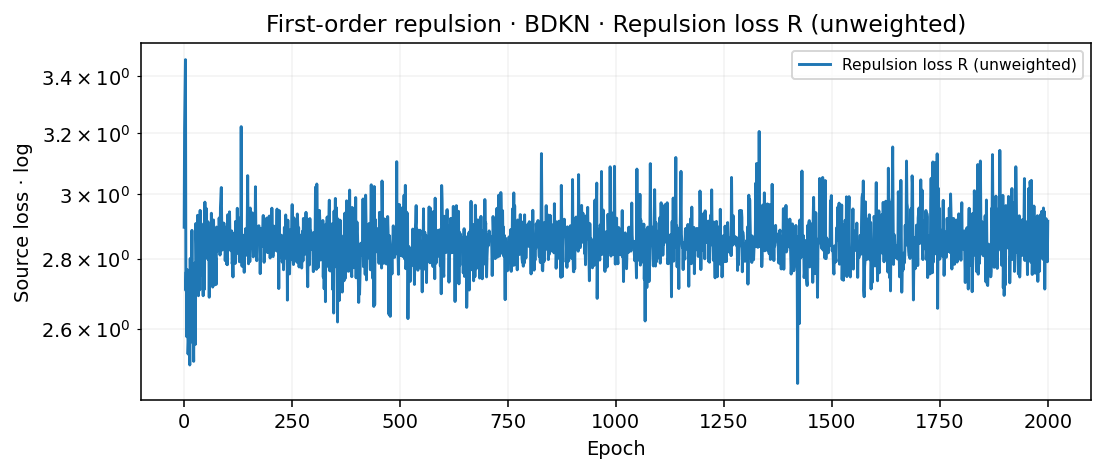 First-order repulsion · BDKN · Repulsion loss R (unweighted)
Repulsion loss R (unweighted)
Source loss · log
3.4 × 10⁰
3.2 × 10⁰
3 × 10⁰
2.8 × 10⁰
2.6 × 10⁰
0 250 500 750 1000 1250 1500 1750 2000
Epoch